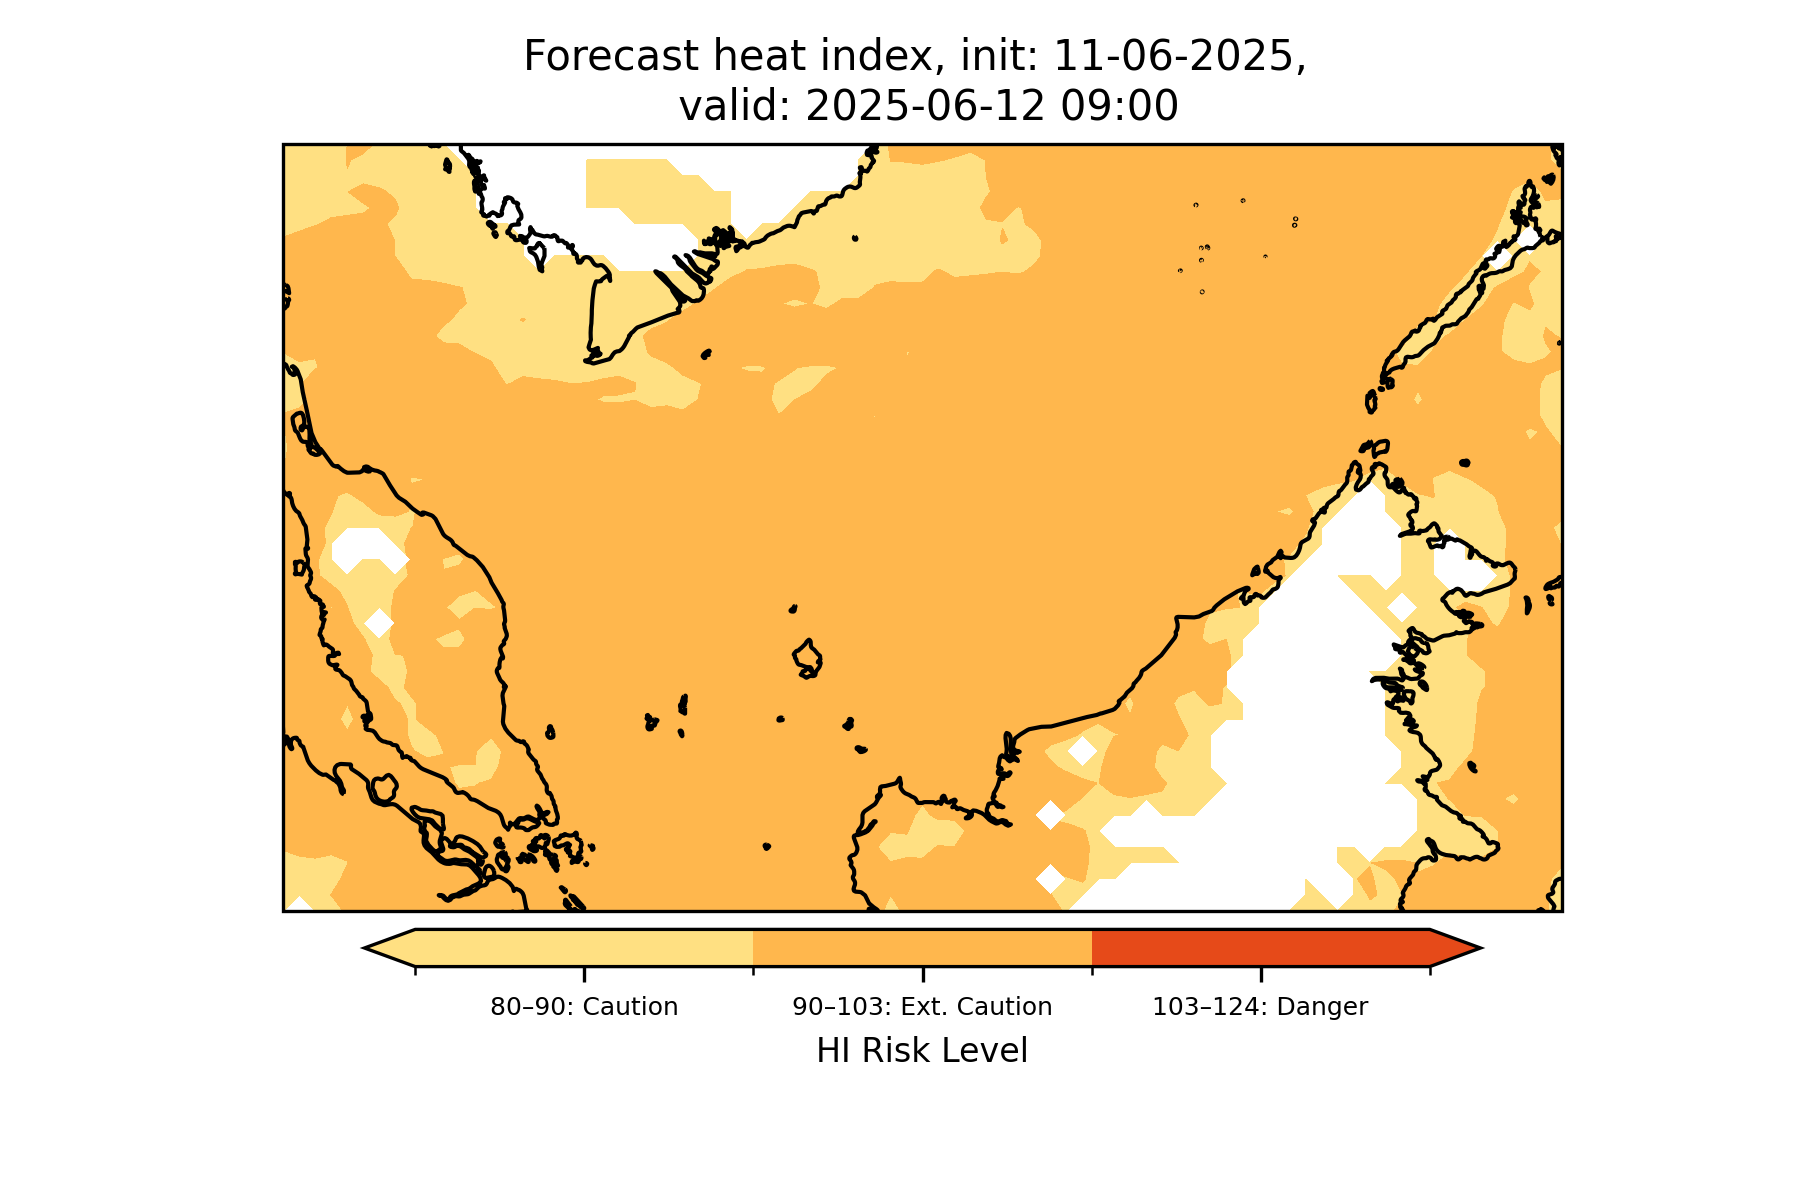 Forecast heat index, init: 11-06-2025,
valid: 2025-06-12 09:00
80–90: Caution
90–103: Ext. Caution
103–124: Danger
HI Risk Level